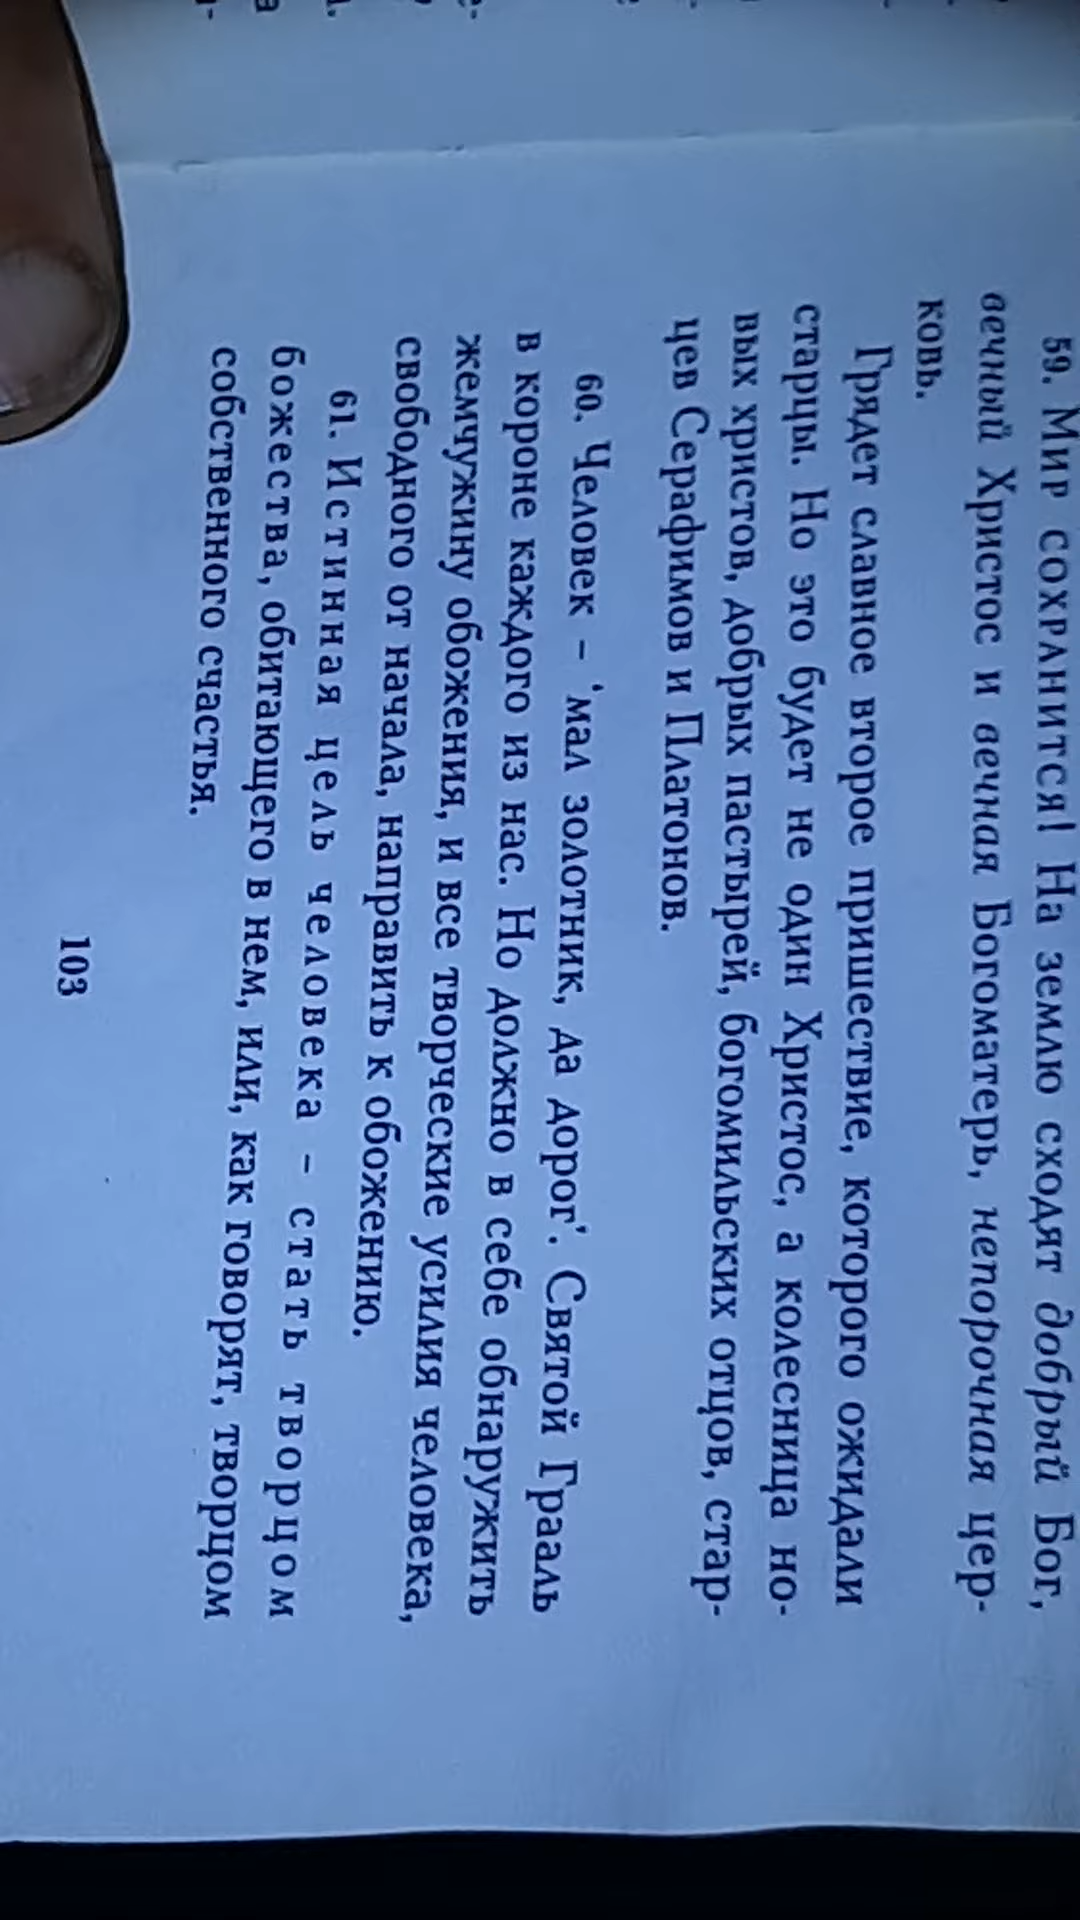 59. Мир сохранится! На землю сходят добрый Бог,
вечный Христос и вечная Богоматерь, непорочная цер-
ковь.
Грядет славное второе пришествие, которого ожидали
старцы. Но это будет не один Христос, а колесница но-
вых христов, добрых пастырей, богомильских отцов, стар-
цев Серафимов и Платонов.
60. Человек – 'мал золотник, да дорог'. Святой Грааль
в короне каждого из нас. Но должно в себе обнаружить
жемчужину обожения, и все творческие усилия человека,
свободного от начала, направить к обожению.
61. Истинная цель человека – стать творцом
божества, обитающего в нем, или, как говорят, творцом
собственного счастья.
103